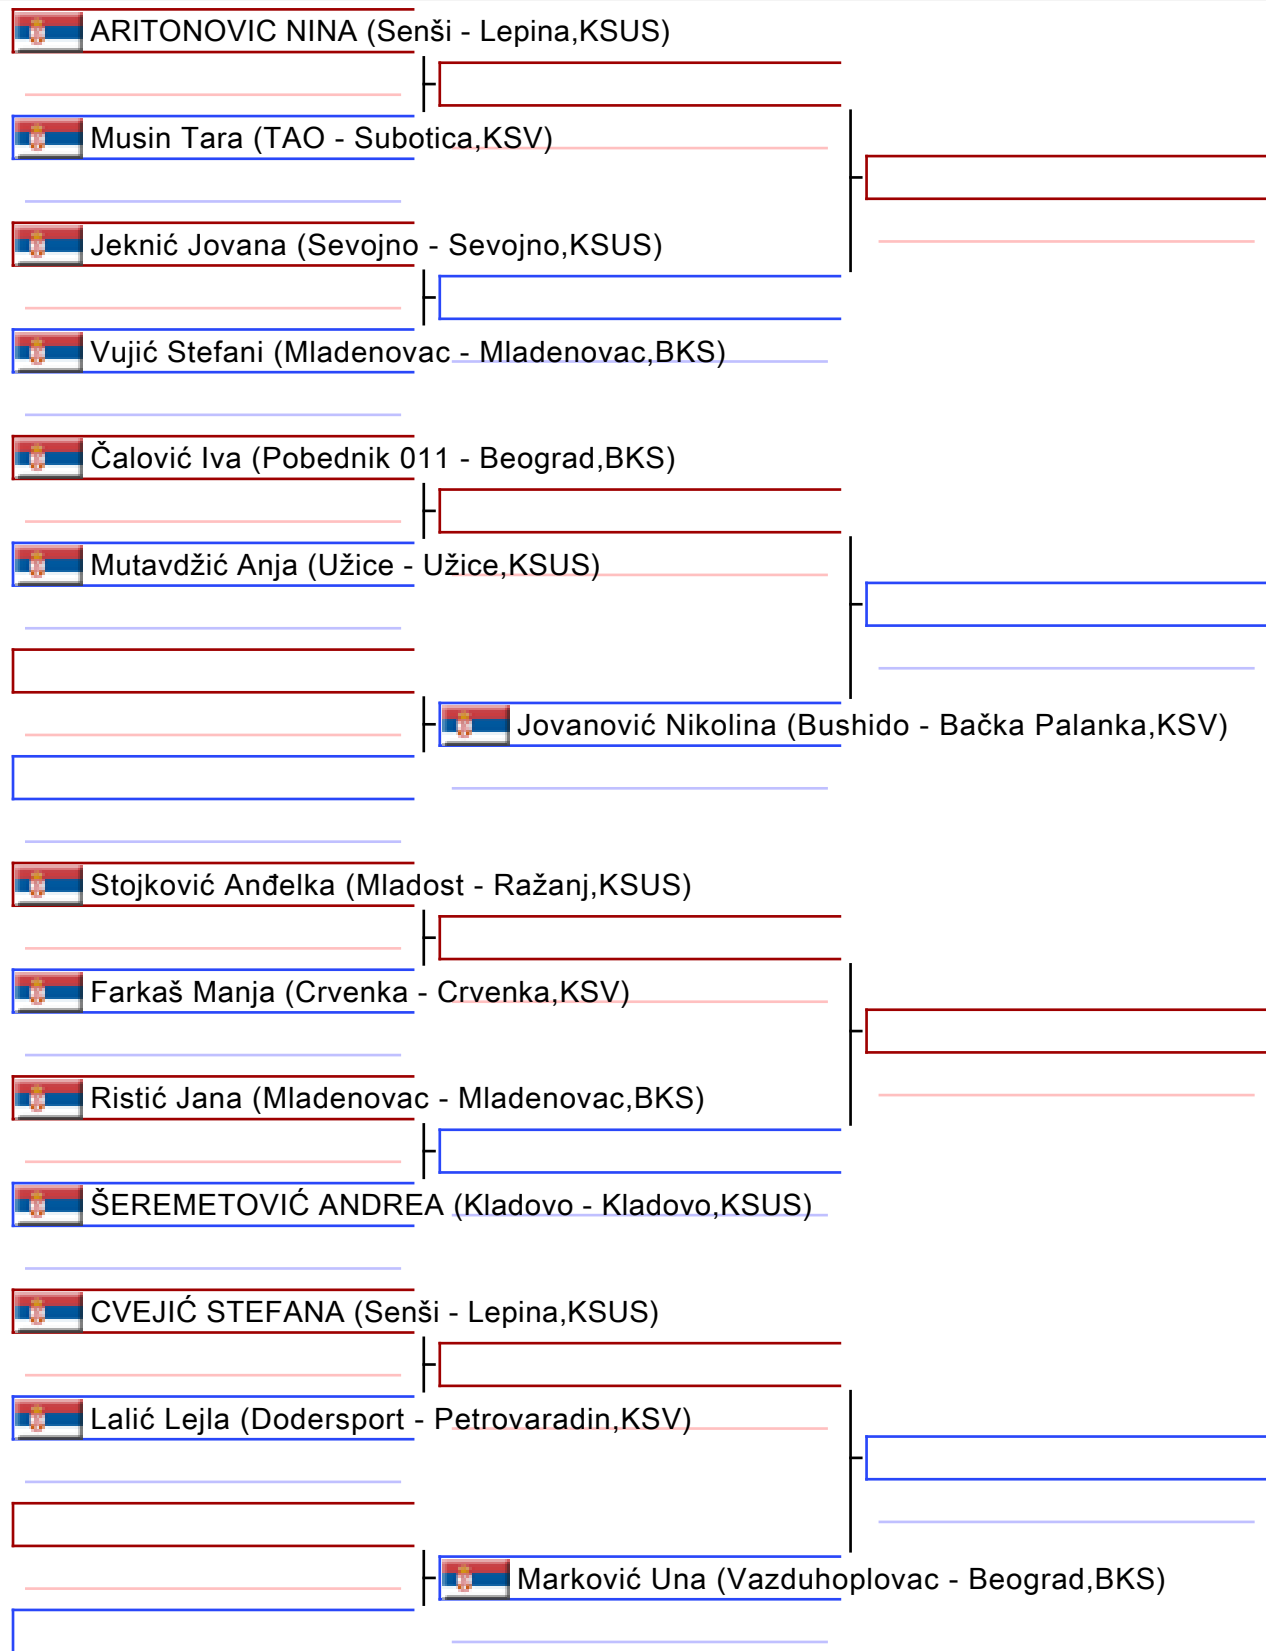 ARITONOVIC NINA (Senši - Lepina,KSUS)
Musin Tara (TAO - Subotica,KSV)
Jeknić Jovana (Sevojno - Sevojno,KSUS)
Vujić Stefani (Mladenovac - Mladenovac,BKS)
Čalović Iva (Pobednik 011 - Beograd,BKS)
Mutavdžić Anja (Užice - Užice,KSUS)
Jovanović Nikolina (Bushido - Bačka Palanka,KSV)
Stojković Anđelka (Mladost - Ražanj,KSUS)
Farkaš Manja (Crvenka - Crvenka,KSV)
Ristić Jana (Mladenovac - Mladenovac,BKS)
ŠEREMETOVIĆ ANDREA (Kladovo - Kladovo,KSUS)
CVEJIĆ STEFANA (Senši - Lepina,KSUS)
Lalić Lejla (Dodersport - Petrovaradin,KSV)
Marković Una (Vazduhoplovac - Beograd,BKS)